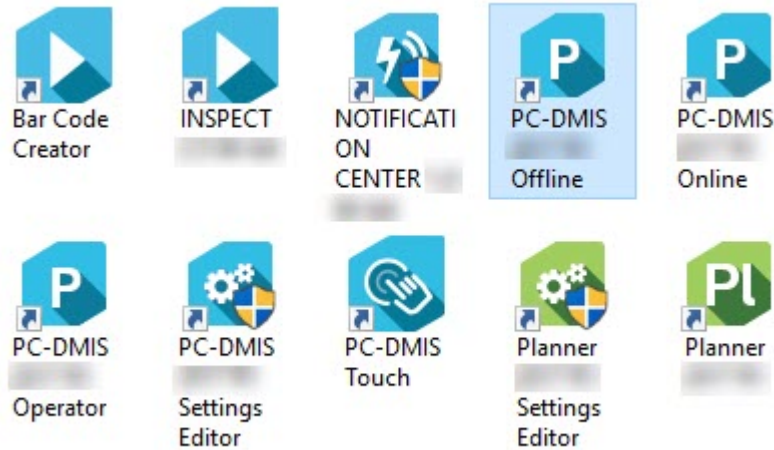 Bar Code
Creator
INSPECT
NOTIFICATI
ON
CENTER
P
PC-DMIS
Offline
P
PC-DMIS
Online
P
PC-DMIS
Operator
PC-DMIS
Settings
Editor
PC-DMIS
Touch
Planner
Settings
Editor
Pl
Planner